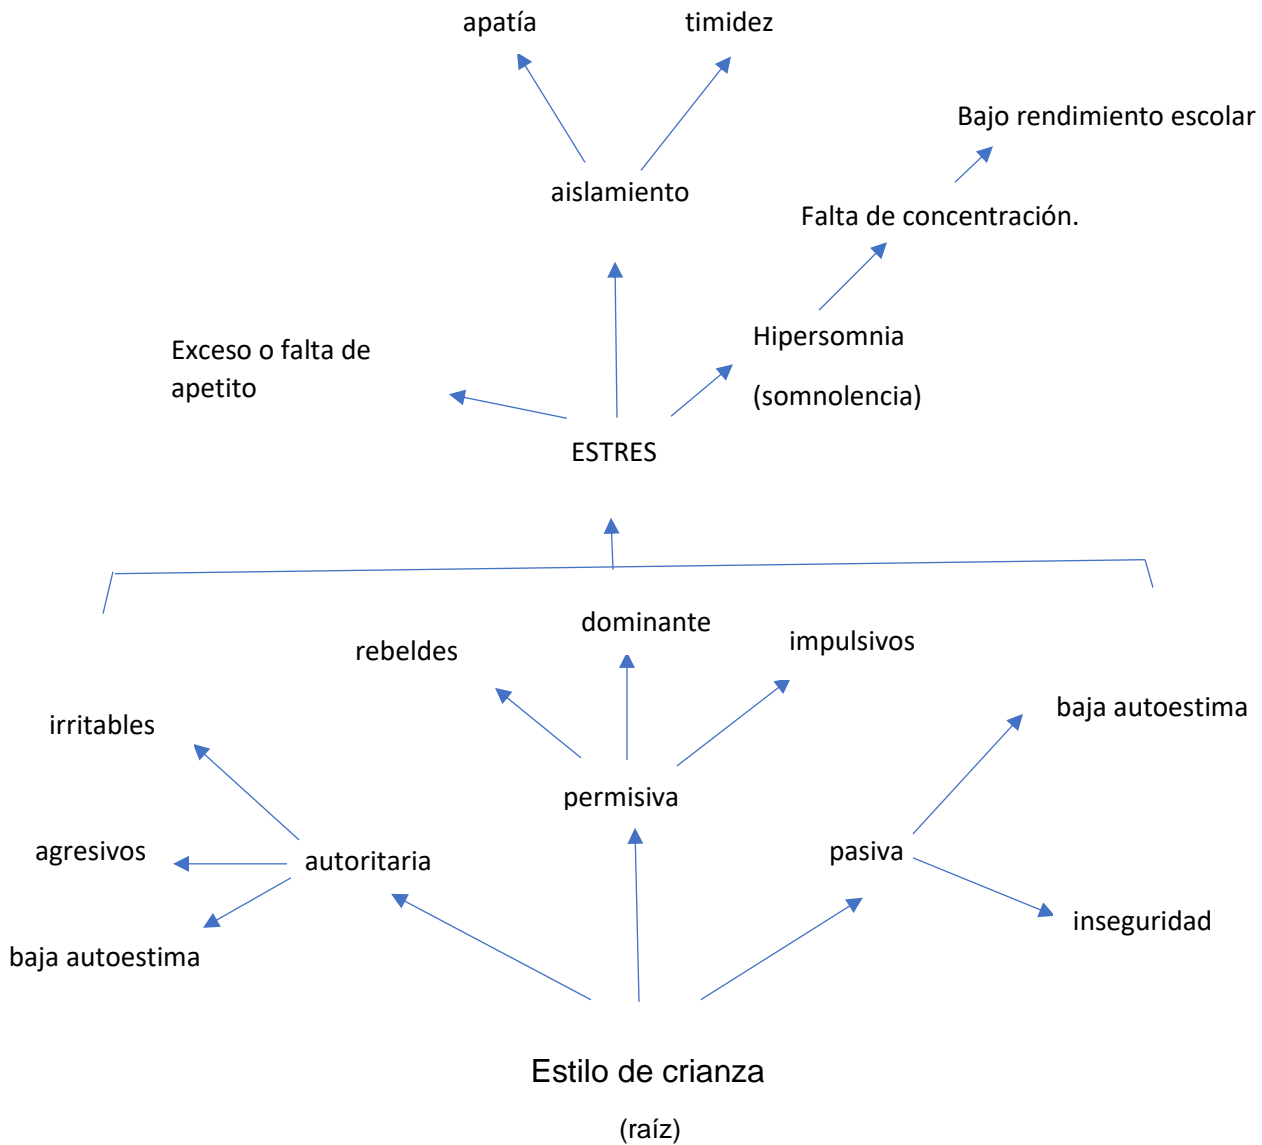 apatía
timidez
Bajo rendimiento escolar
aislamiento
Falta de concentración.
Hipersomnia
(somnolencia)
Exceso o falta de
apetito
ESTRES
dominante
rebeldes
impulsivos
irritables
baja autoestima
permisiva
agresivos
autoritaria
pasiva
baja autoestima
inseguridad
Estilo de crianza
(raíz)